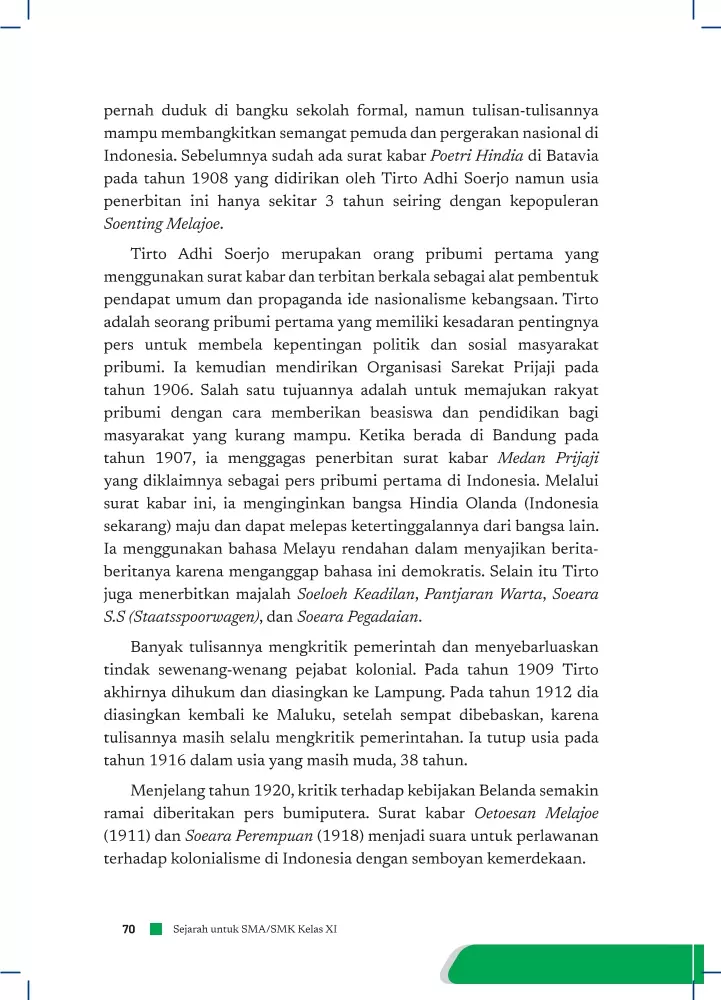 pernah duduk di bangku sekolah formal, namun tulisan-tulisannya
mampu membangkitkan semangat pemuda dan pergerakan nasional di
Indonesia. Sebelumnya sudah ada surat kabar Poetri Hindia di Batavia
pada tahun 1908 yang didirikan oleh Tirto Adhi Soerjo namun usia
penerbitan ini hanya sekitar 3 tahun seiring dengan kepopuleran
Soenting Melajoe.
Tirto Adhi Soerjo merupakan orang pribumi pertama yang
menggunakan surat kabar dan terbitan berkala sebagai alat pembentuk
pendapat umum dan propaganda ide nasionalisme kebangsaan. Tirto
adalah seorang pribumi pertama yang memiliki kesadaran pentingnya
pers untuk membela kepentingan politik dan sosial masyarakat
pribumi. Ia kemudian mendirikan Organisasi Sarekat Prijaji pada
tahun 1906. Salah satu tujuannya adalah untuk memajukan rakyat
pribumi dengan cara memberikan beasiswa dan pendidikan bagi
masyarakat yang kurang mampu. Ketika berada di Bandung pada
tahun 1907, ia menggagas penerbitan surat kabar Medan Prijaji
yang diklaimnya sebagai pers pribumi pertama di Indonesia. Melalui
surat kabar ini, ia menginginkan bangsa Hindia Olanda (Indonesia
sekarang) maju dan dapat melepas ketertinggalannya dari bangsa lain.
Ia menggunakan bahasa Melayu rendahan dalam menyajikan berita-
beritanya karena menganggap bahasa ini demokratis. Selain itu Tirto
juga menerbitkan majalah Soeloeh Keadilan, Pantjaran Warta, Soeara
S.S (Staatsspoorwagen), dan Soeara Pegadaian.
Banyak tulisannya mengkritik pemerintah dan menyebarluaskan
tindak sewenang-wenang pejabat kolonial. Pada tahun 1909 Tirto
akhirnya dihukum dan diasingkan ke Lampung. Pada tahun 1912 dia
diasingkan kembali ke Maluku, setelah sempat dibebaskan, karena
tulisannya masih selalu mengkritik pemerintahan. Ia tutup usia pada
tahun 1916 dalam usia yang masih muda, 38 tahun.
Menjelang tahun 1920, kritik terhadap kebijakan Belanda semakin
ramai diberitakan pers bumiputera. Surat kabar Oetoesan Melajoe
(1911) dan Soeara Perempuan (1918) menjadi suara untuk perlawanan
terhadap kolonialisme di Indonesia dengan semboyan kemerdekaan.
70 Sejarah untuk SMA/SMK Kelas XI